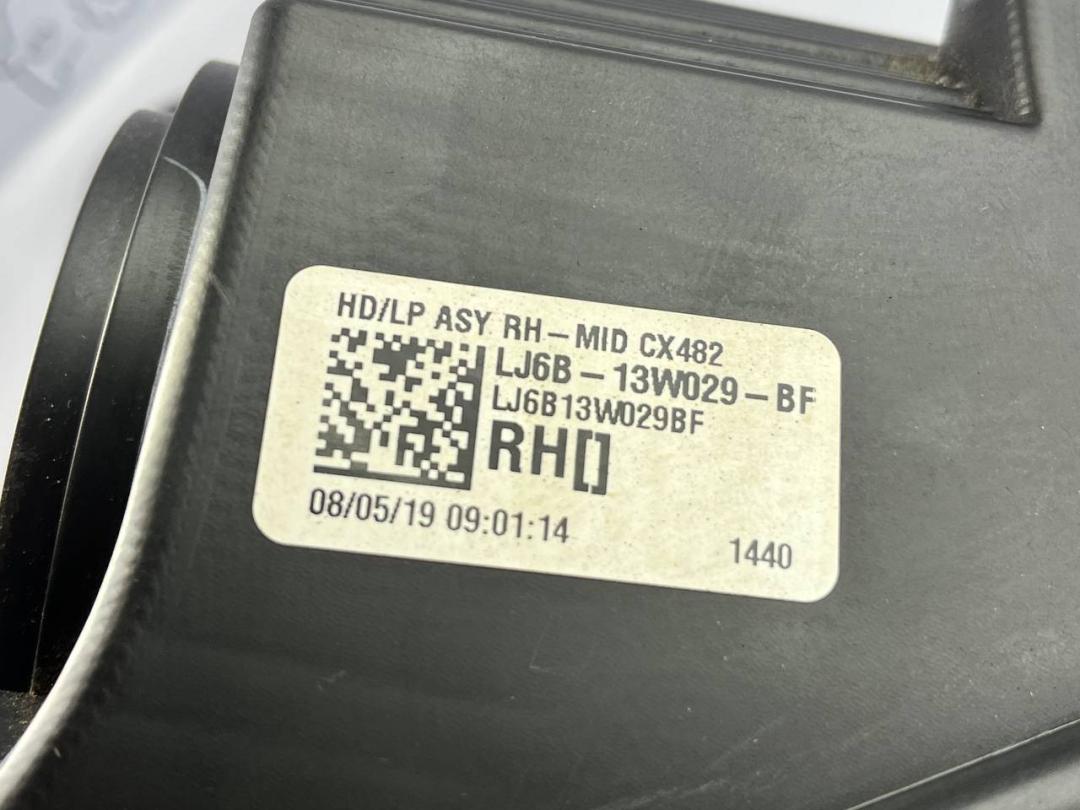 HD/LP ASY RH-MID CX482
LJ6B-13W029-BF
LJ6B13W029BF
RH[]
08/05/19 09:01:14
1440